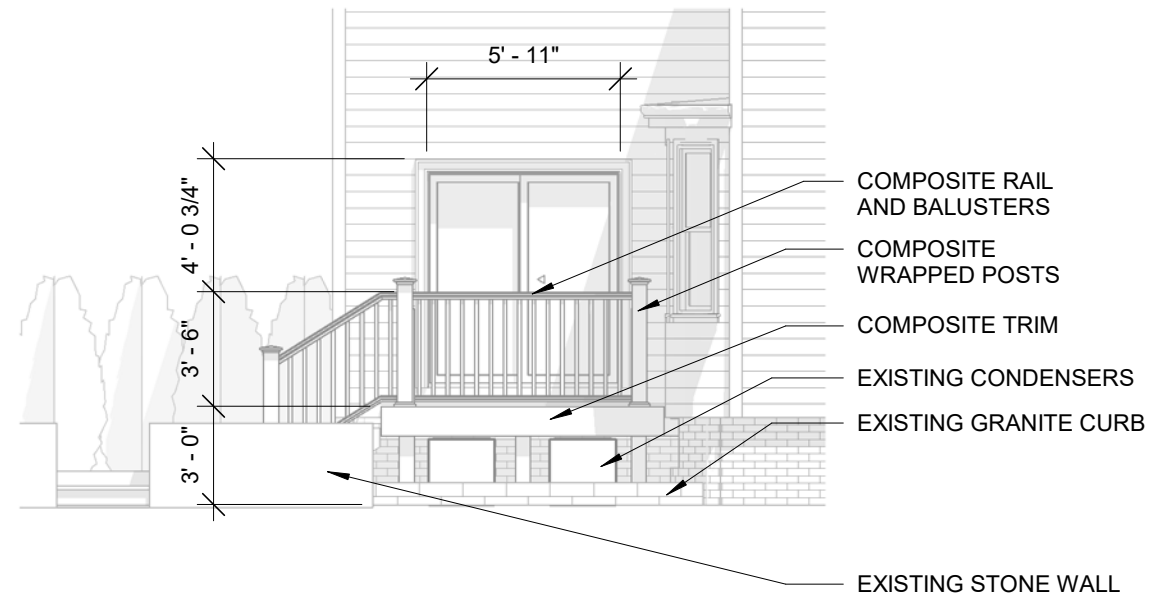 5' - 11"
4' - 0 3/4"
3' - 6"
3' - 0"
COMPOSITE RAIL
AND BALUSTERS
COMPOSITE
WRAPPED POSTS
COMPOSITE TRIM
EXISTING CONDENSERS
EXISTING GRANITE CURB
EXISTING STONE WALL